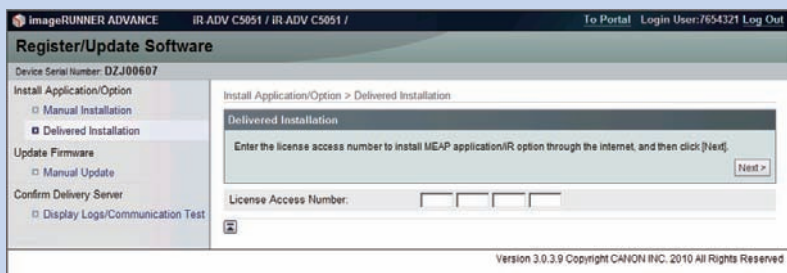 imageRUNNER ADVANCE iR-ADV C5051 / iR-ADV C5051 / To Portal Login User:7654321 Log Out
Register/Update Software
Device Serial Number: DZJ00607
Install Application/Option
Manual Installation
Delivered Installation
Update Firmware
Manual Update
Confirm Delivery Server
Display Logs/Communication Test
Install Application/Option > Delivered Installation
Delivered Installation
Enter the license access number to install MEAP application/iR option through the internet, and then click [Next].
Next >
License Access Number:
Version 3.0.3.9 Copyright CANON INC. 2010 All Rights Reserved